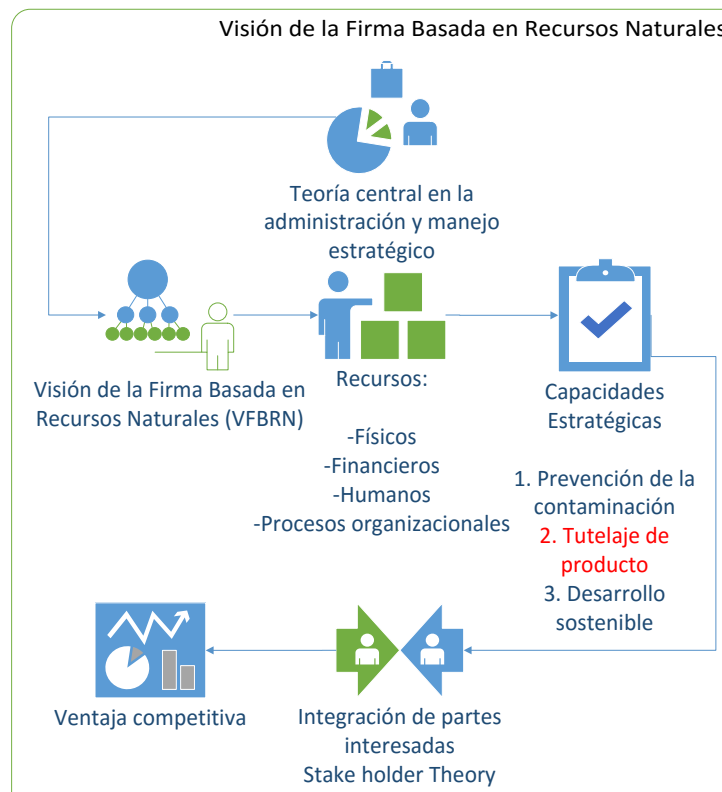 Visión de la Firma Basada en Recursos Naturales
Teoría central en la
administración y manejo
estratégico
Visión de la Firma Basada en
Recursos Naturales (VFBRN)
Recursos:
-Físicos
-Financieros
-Humanos
-Procesos organizacionales
Capacidades
Estratégicas
1. Prevención de la
contaminación
2. Tutelaje de
producto
3. Desarrollo
sostenible
Ventaja competitiva
Integración de partes
interesadas
Stake holder Theory